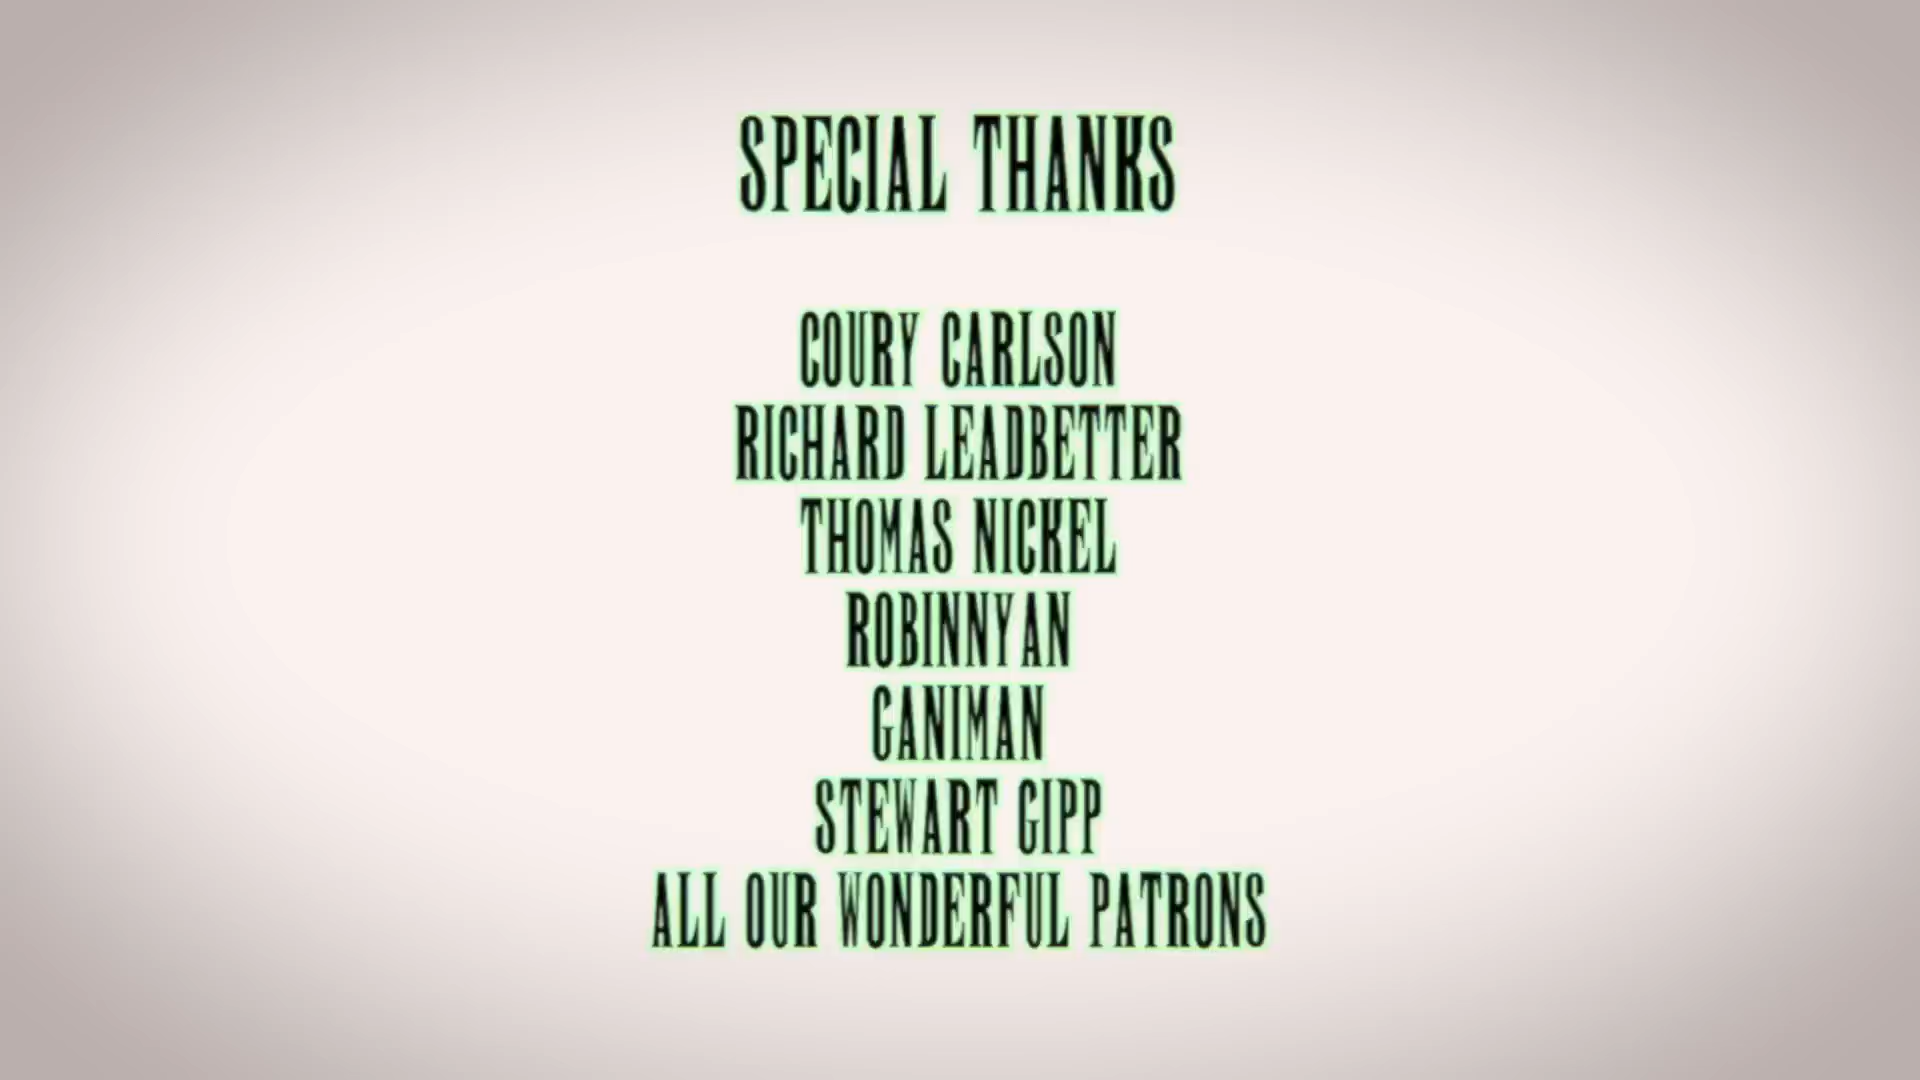 SPECIAL THANKS
COURY CARLSON
RICHARD LEADBETTER
THOMAS NICKEL
ROBINNYAN
GANIMAN
STEWART GIPP
ALL OUR WONDERFUL PATRONS